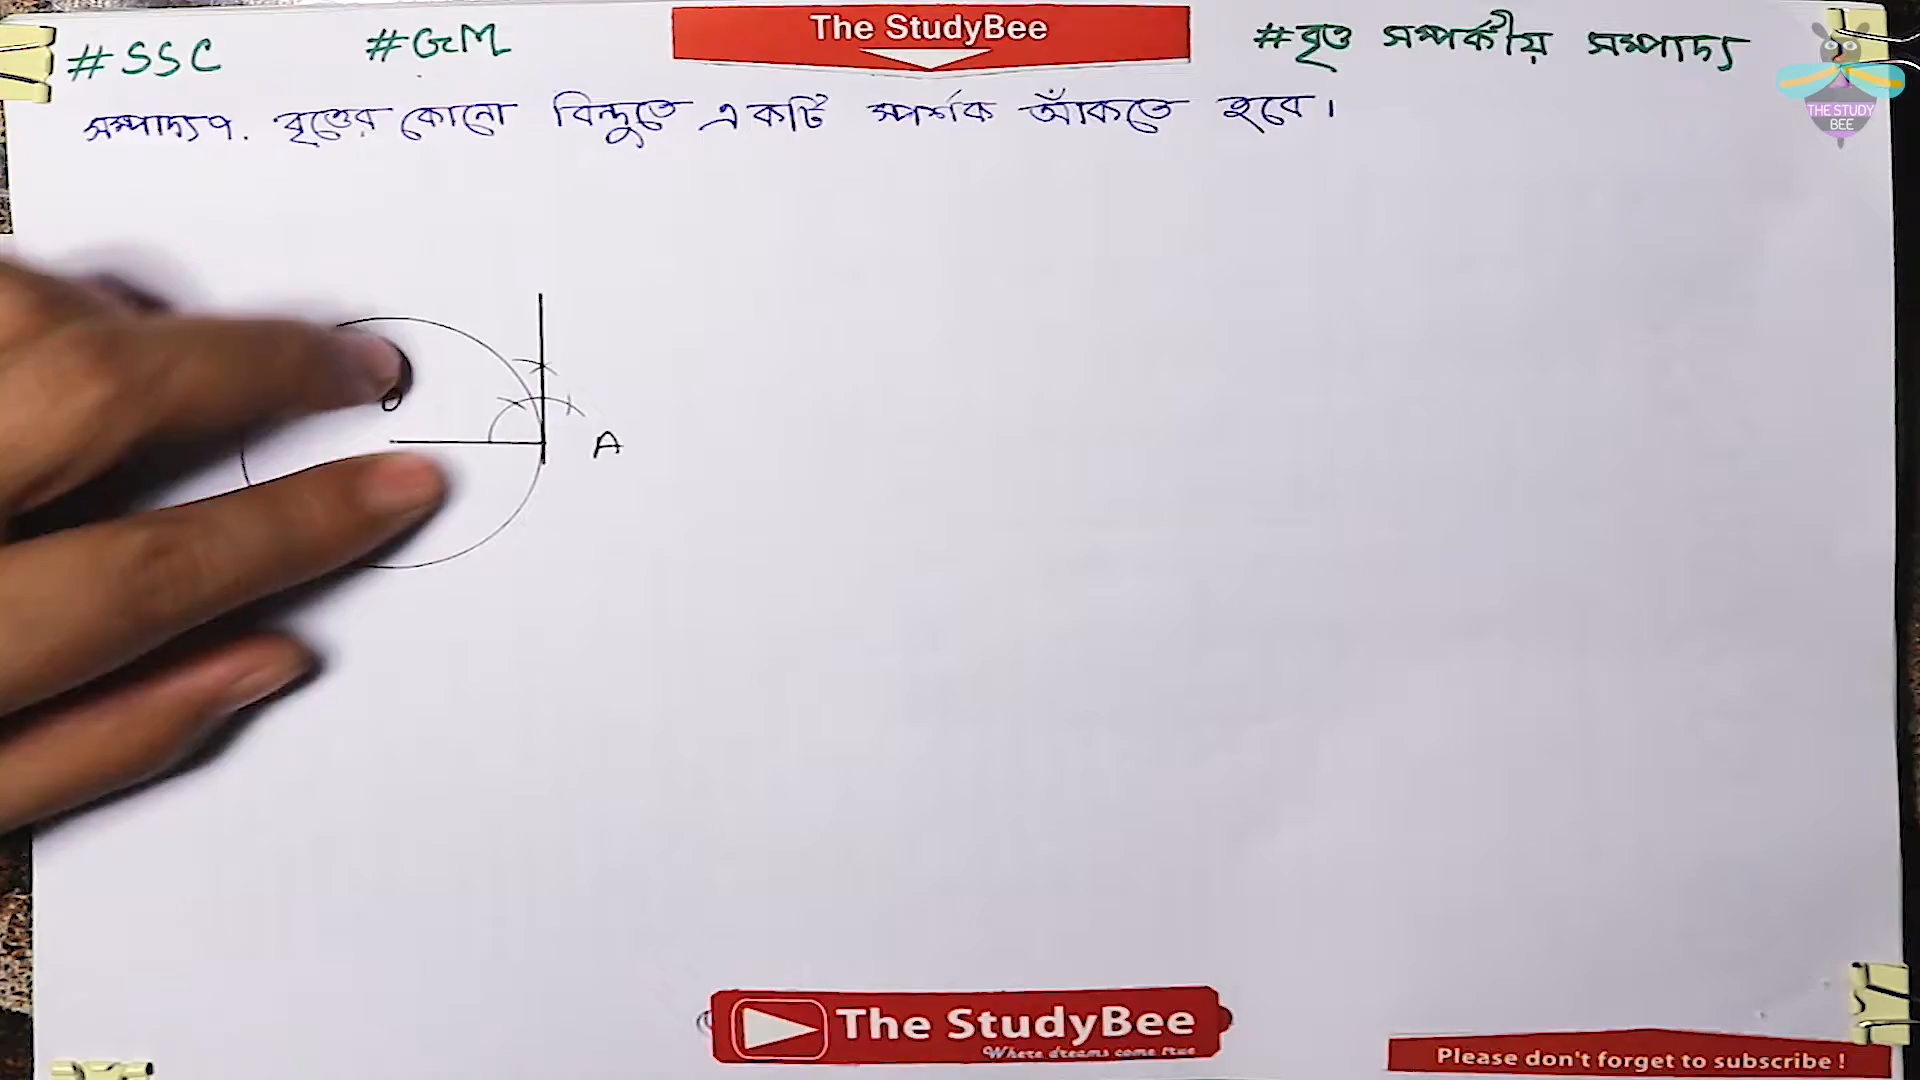 #SSC #GM The StudyBee #বৃত্ত সম্পর্কীয় সম্পাদ্য
THE STUDY
BEE
সম্পাদ্য ৭. বৃত্তের কোনো বিন্দুতে একটি স্পর্শক আঁকতে হবে।
O
A
The StudyBee
Where dreams come true
Please don't forget to subscribe !